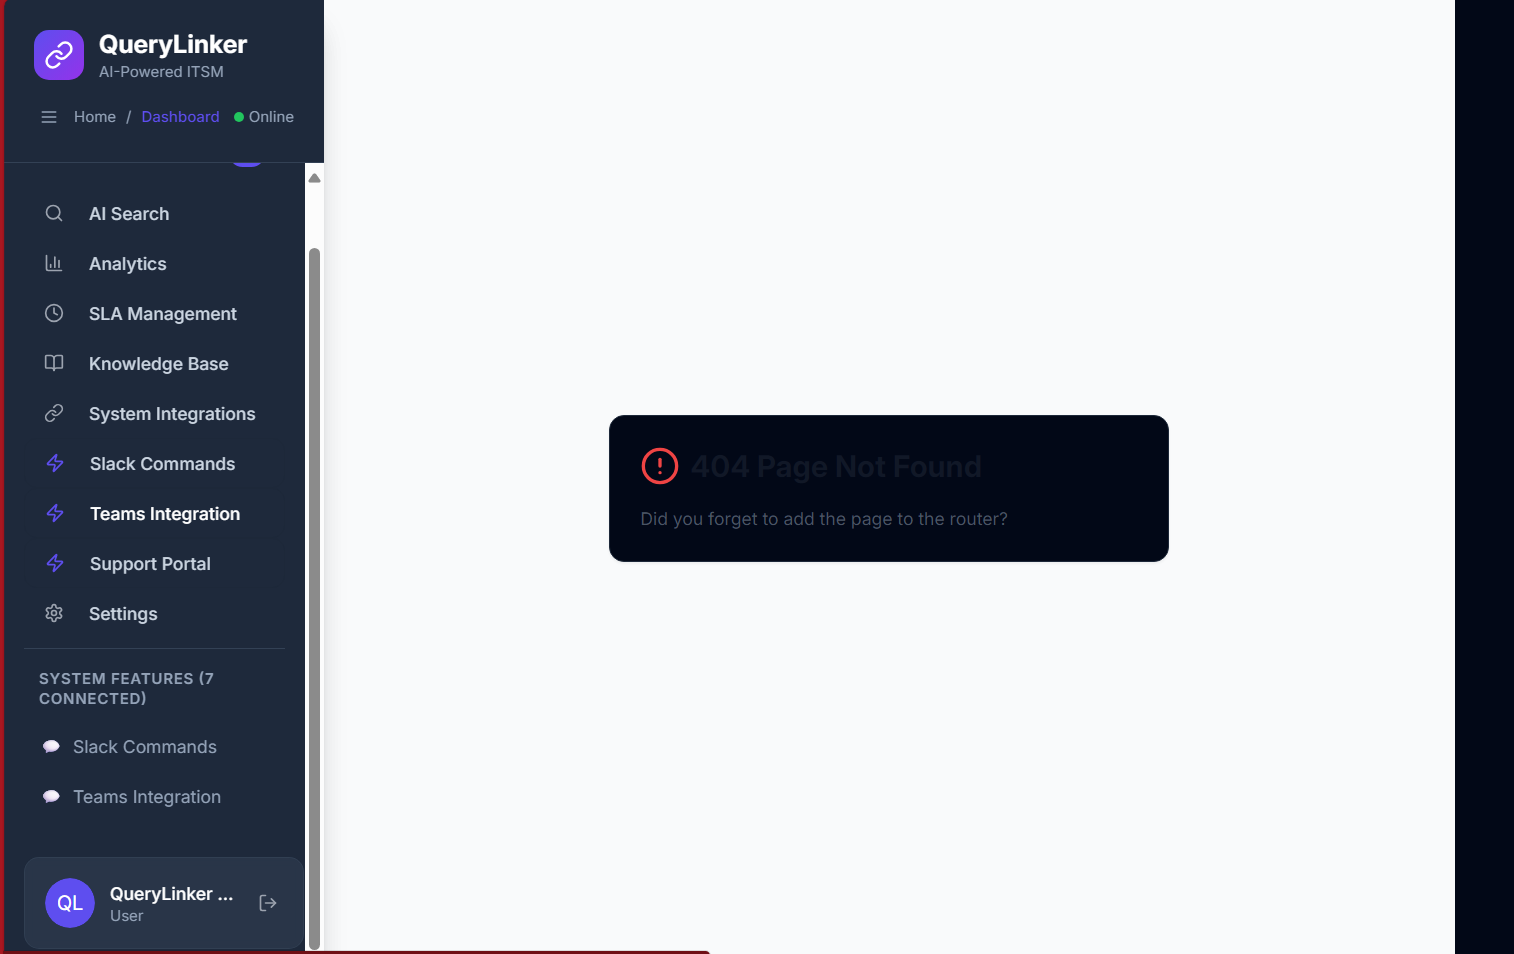 QueryLinker
AI-Powered ITSM
Home / Dashboard Online
AI Search
Analytics
SLA Management
Knowledge Base
System Integrations
Slack Commands
Teams Integration
Support Portal
Settings
SYSTEM FEATURES (7
CONNECTED)
Slack Commands
Teams Integration
QL
QueryLinker ...
User
404 Page Not Found
Did you forget to add the page to the router?